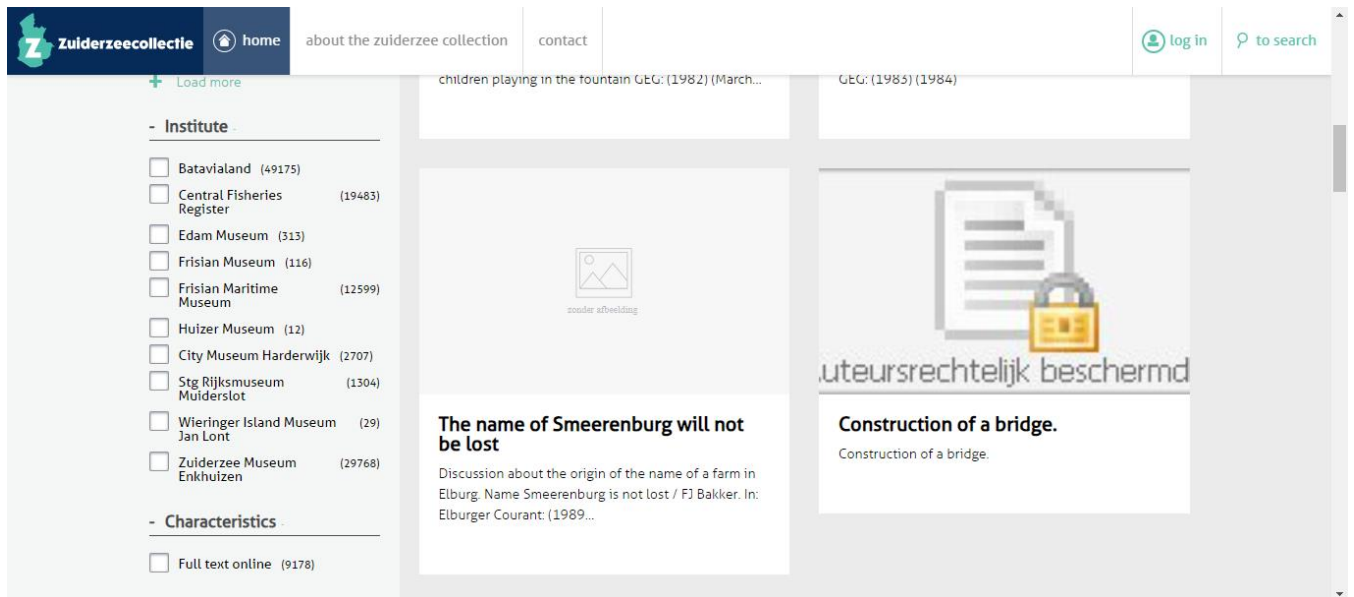 Zuiderzeecollectie
home
about the zuiderzee collection
contact
log in
to search
+ Load more
- Institute
Batavialand (49175)
Central Fisheries (19483)
Register
Edam Museum (313)
Frisian Museum (116)
Frisian Maritime (12599)
Museum
Huizer Museum (12)
City Museum Harderwijk (2707)
Stg Rijksmuseum (1304)
Muiderslot
Wieringer Island Museum (29)
Jan Lont
Zuiderzee Museum (29768)
Enkhuizen
- Characteristics
Full text online (9178)
children playing in the fountain GEG: (1982) (March...
GEG: (1983) (1984)
zonder afbeelding
The name of Smeerenburg will not
be lost
Discussion about the origin of the name of a farm in
Elburg. Name Smeerenburg is not lost / FJ Bakker. In:
Elburger Courant: (1989...
uteursrechtelijk beschermd
Construction of a bridge.
Construction of a bridge.